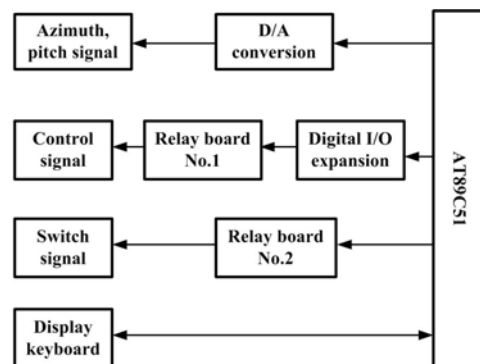 Azimuth,
pitch signal
D/A
conversion
Control
signal
Relay board
No.1
Digital I/O
expansion
Switch
signal
Relay board
No.2
Display
keyboard
AT89C51